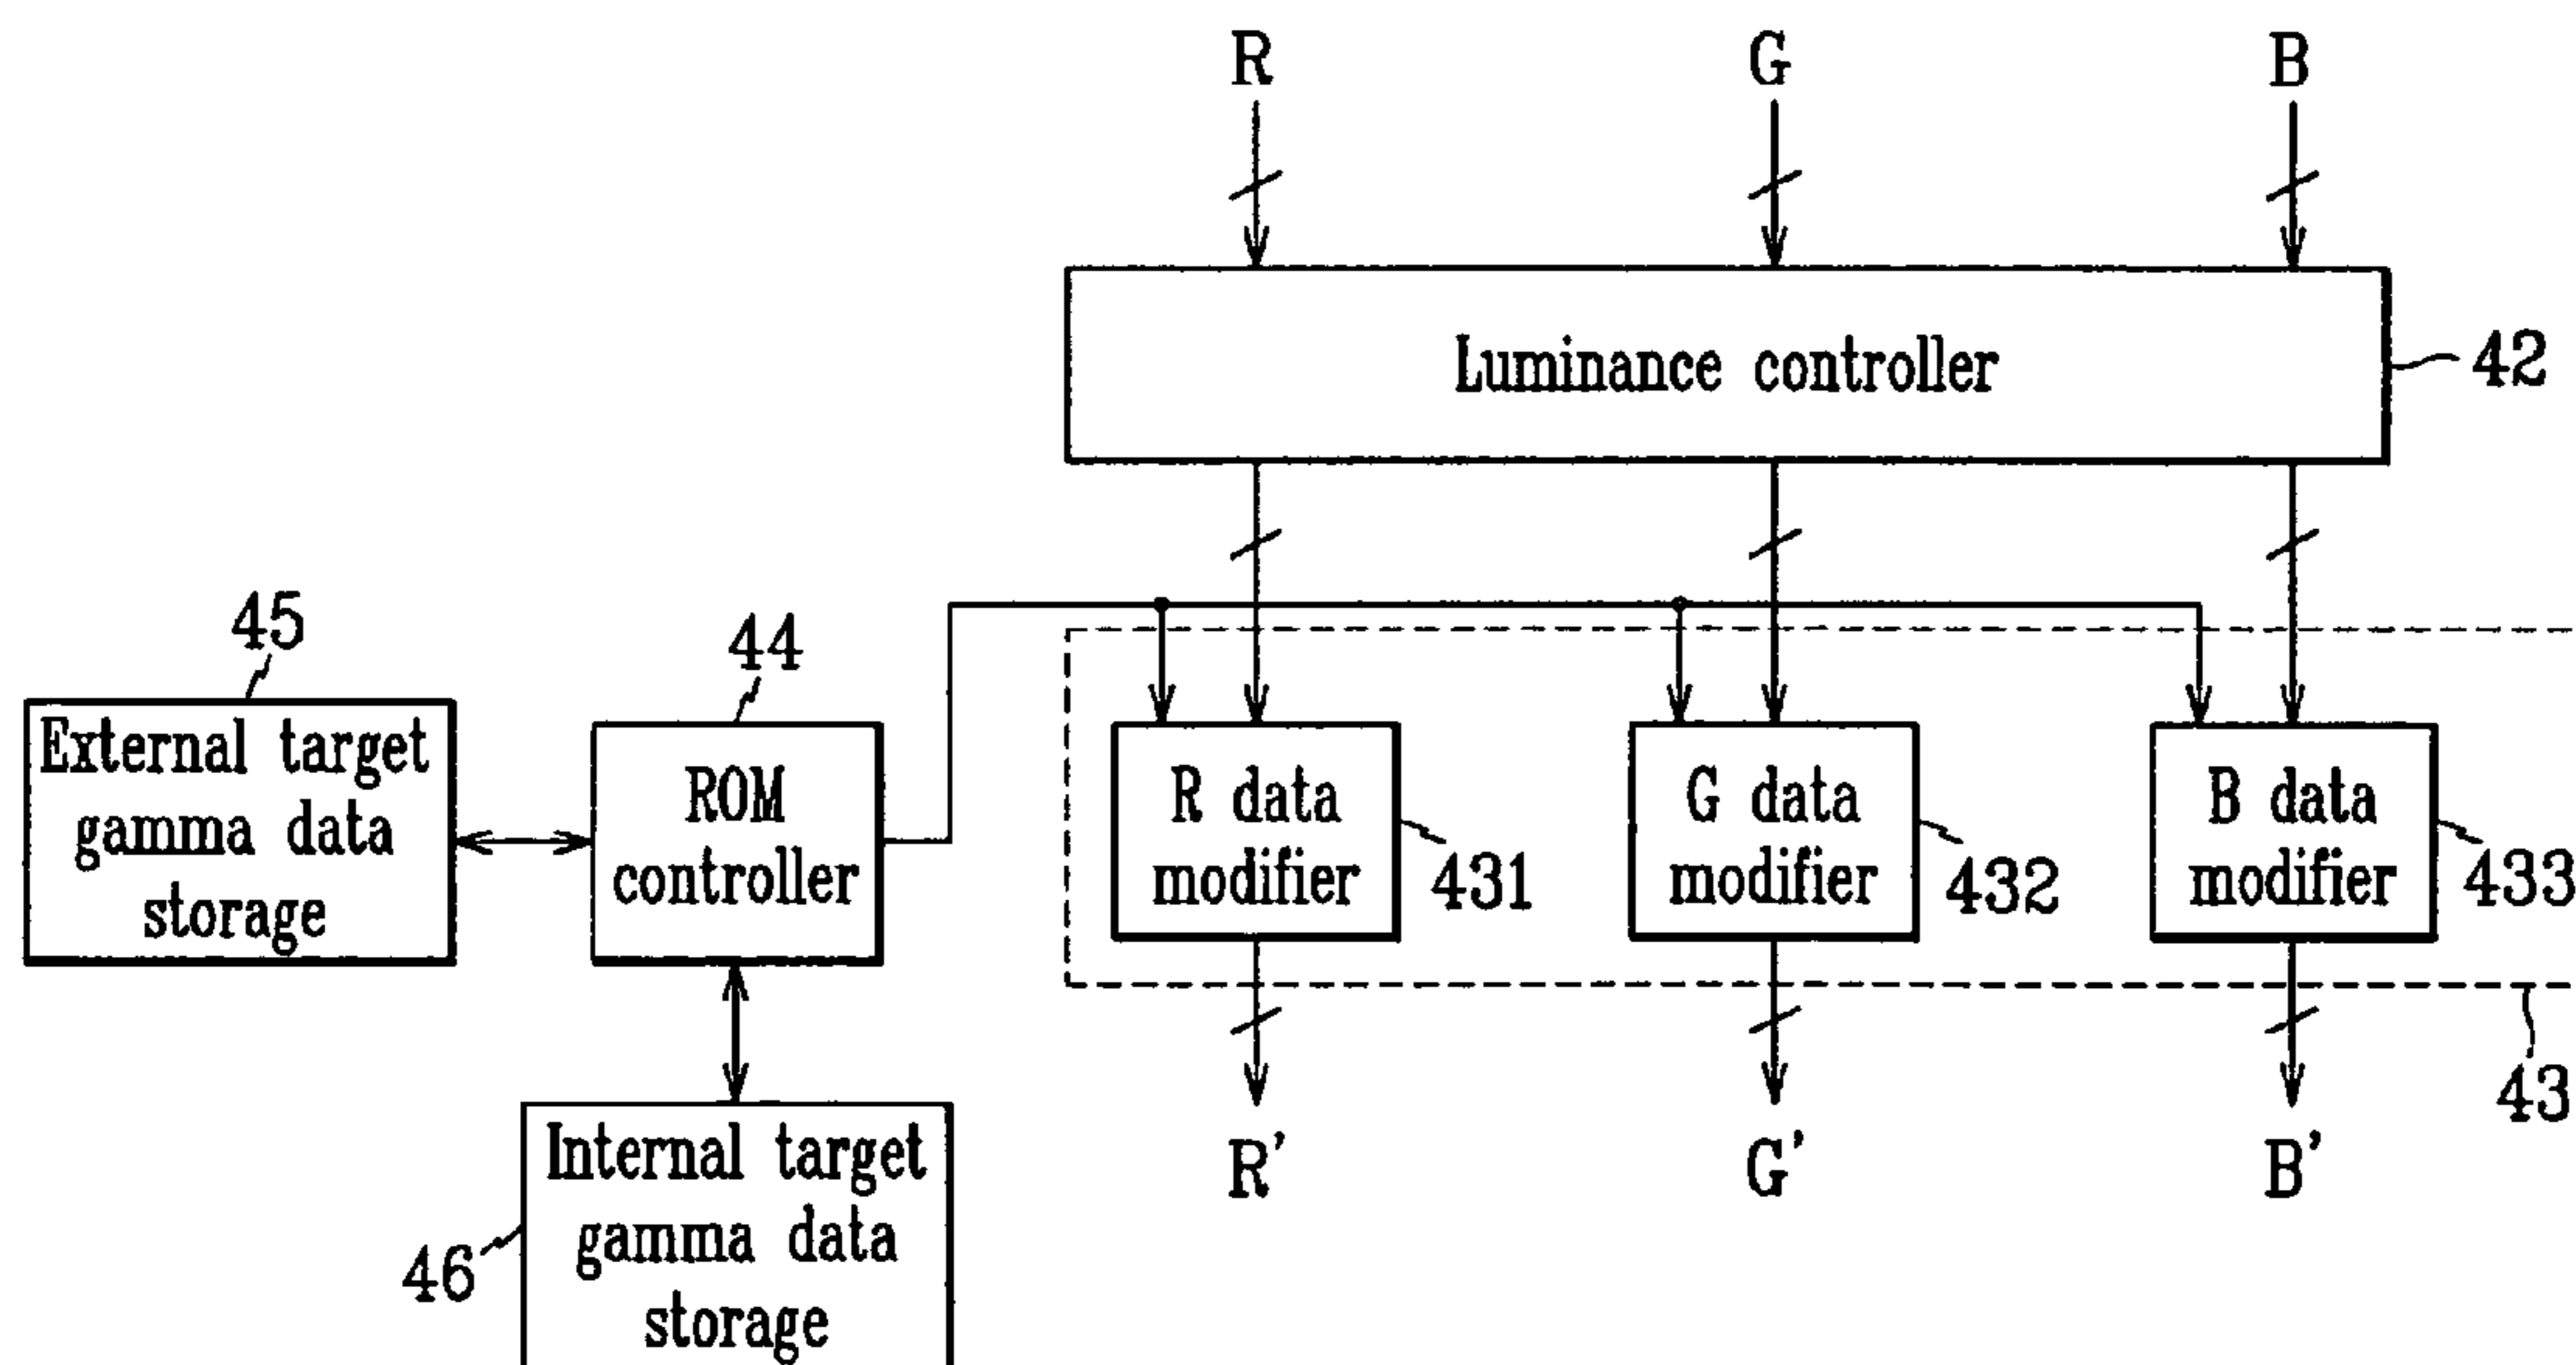 R
G
B
Luminance controller
42
45
44
External target
gamma data
storage
ROM
controller
R data
modifier
431
G data
modifier
432
B data
modifier
433
43
R'
G'
B'
Internal target
gamma data
storage
46